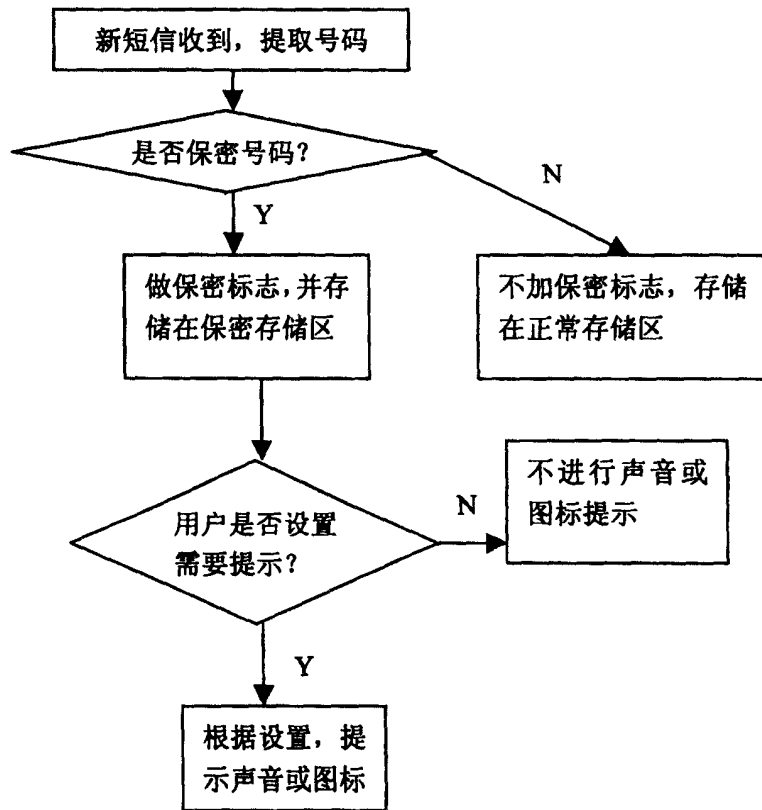 新短信收到，提取号码
是否保密号码？
N
Y
做保密标志，并存
储在保密存储区
不加保密标志，存储
在正常存储区
用户是否设置
需要提示？
N
不进行声音或
图标提示
Y
根据设置，提
示声音或图标